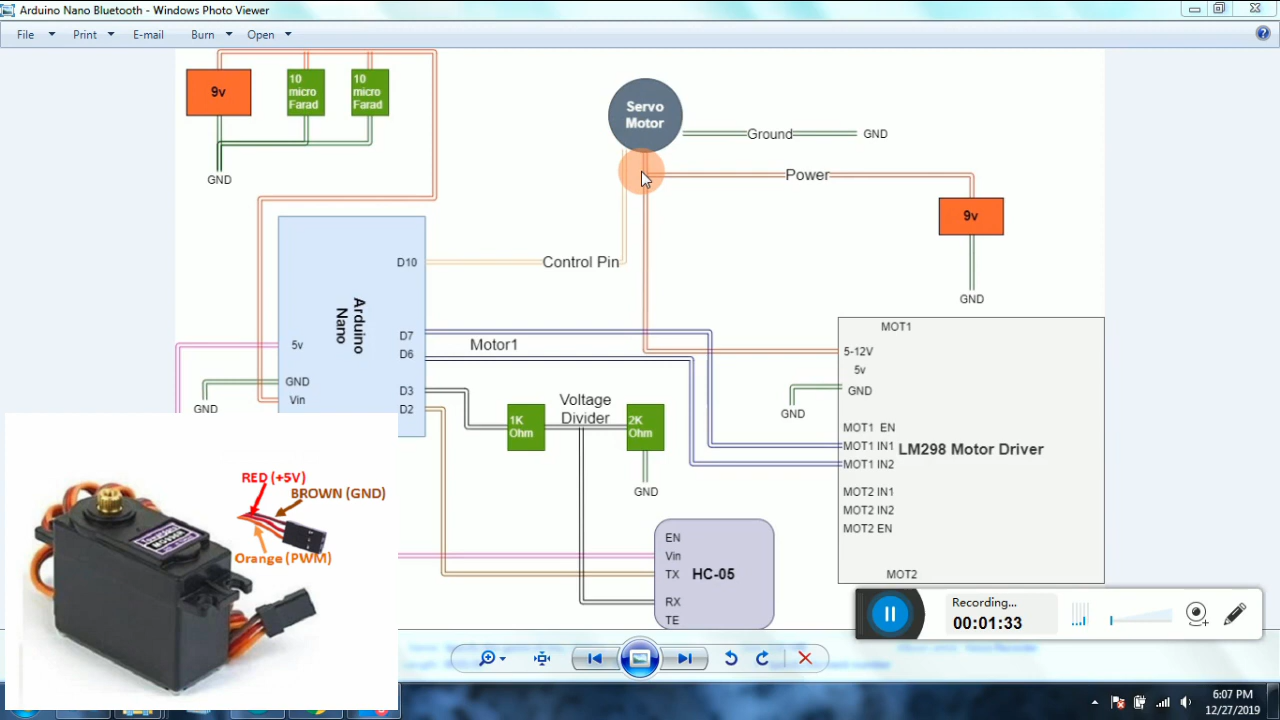 Arduino Nano Bluetooth - Windows Photo Viewer
File
Print
E-mail
Burn
Open
9v
10
micro
Farad
10
micro
Farad
GND
Servo
Motor
Ground
GND
Power
9v
GND
D10
Control Pin
Arduino
Nano
D7
D6
Motor1
5v
GND
Vin
GND
D3
D2
1K
Ohm
Voltage
Divider
2K
Ohm
GND
MOT1
5-12V
5v
GND
GND
MOT1 EN
MOT1 IN1
MOT1 IN2
LM298 Motor Driver
MOT2 IN1
MOT2 IN2
MOT2 EN
MOT2
EN
Vin
TX
HC-05
RX
TE
RED (+5V)
BROWN (GND)
Orange (PWM)
Recording...
00:01:33
6:07 PM
12/27/2019